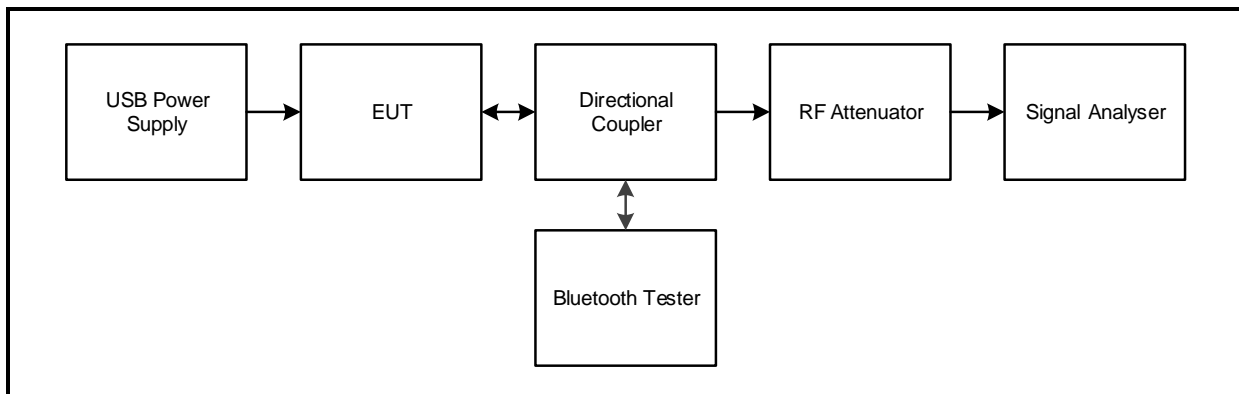 USB Power
Supply
EUT
Directional
Coupler
RF Attenuator
Signal Analyser
Bluetooth Tester